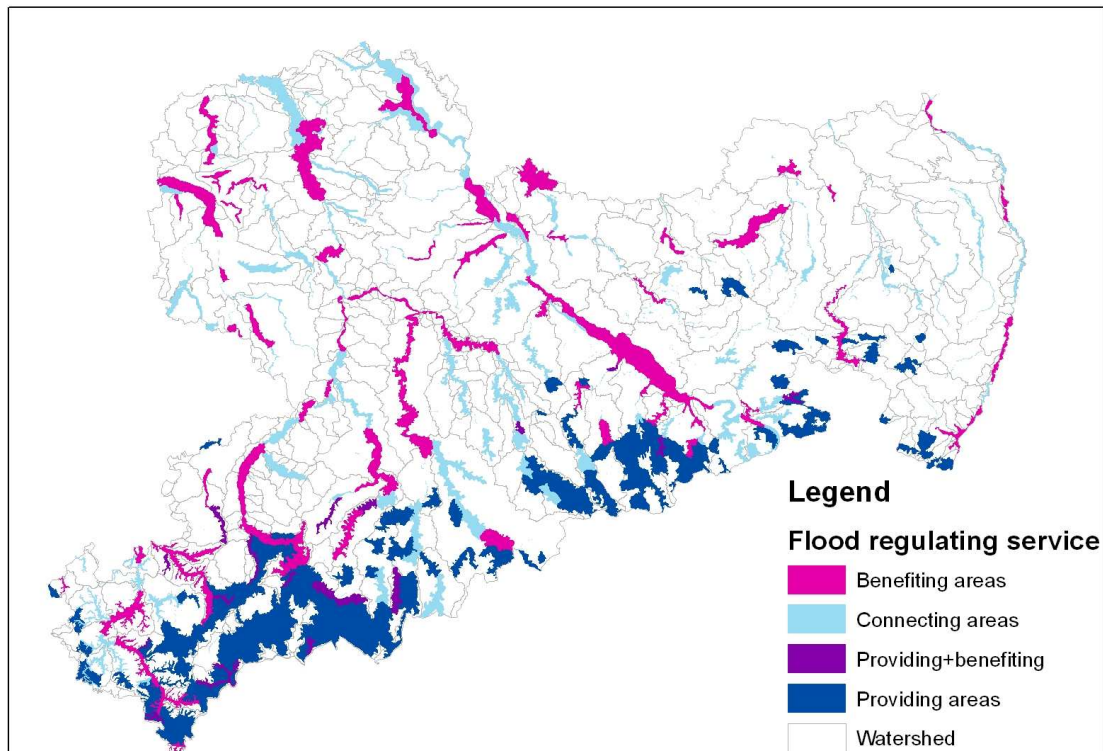 Legend
Flood regulating service
Benefiting areas
Connecting areas
Providing+benefiting
Providing areas
Watershed